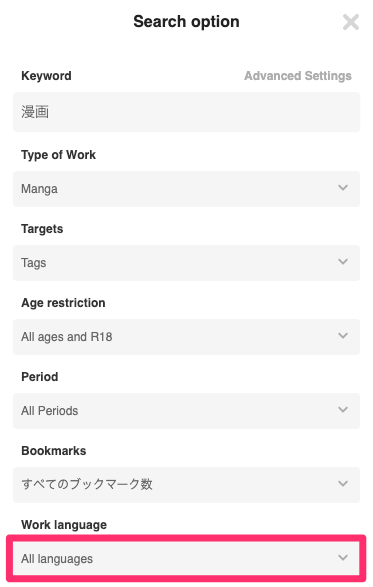 Search option
Keyword
Advanced Settings
漫画
Type of Work
Manga
Targets
Tags
Age restriction
All ages and R18
Period
All Periods
Bookmarks
すべてのブックマーク数
Work language
All languages